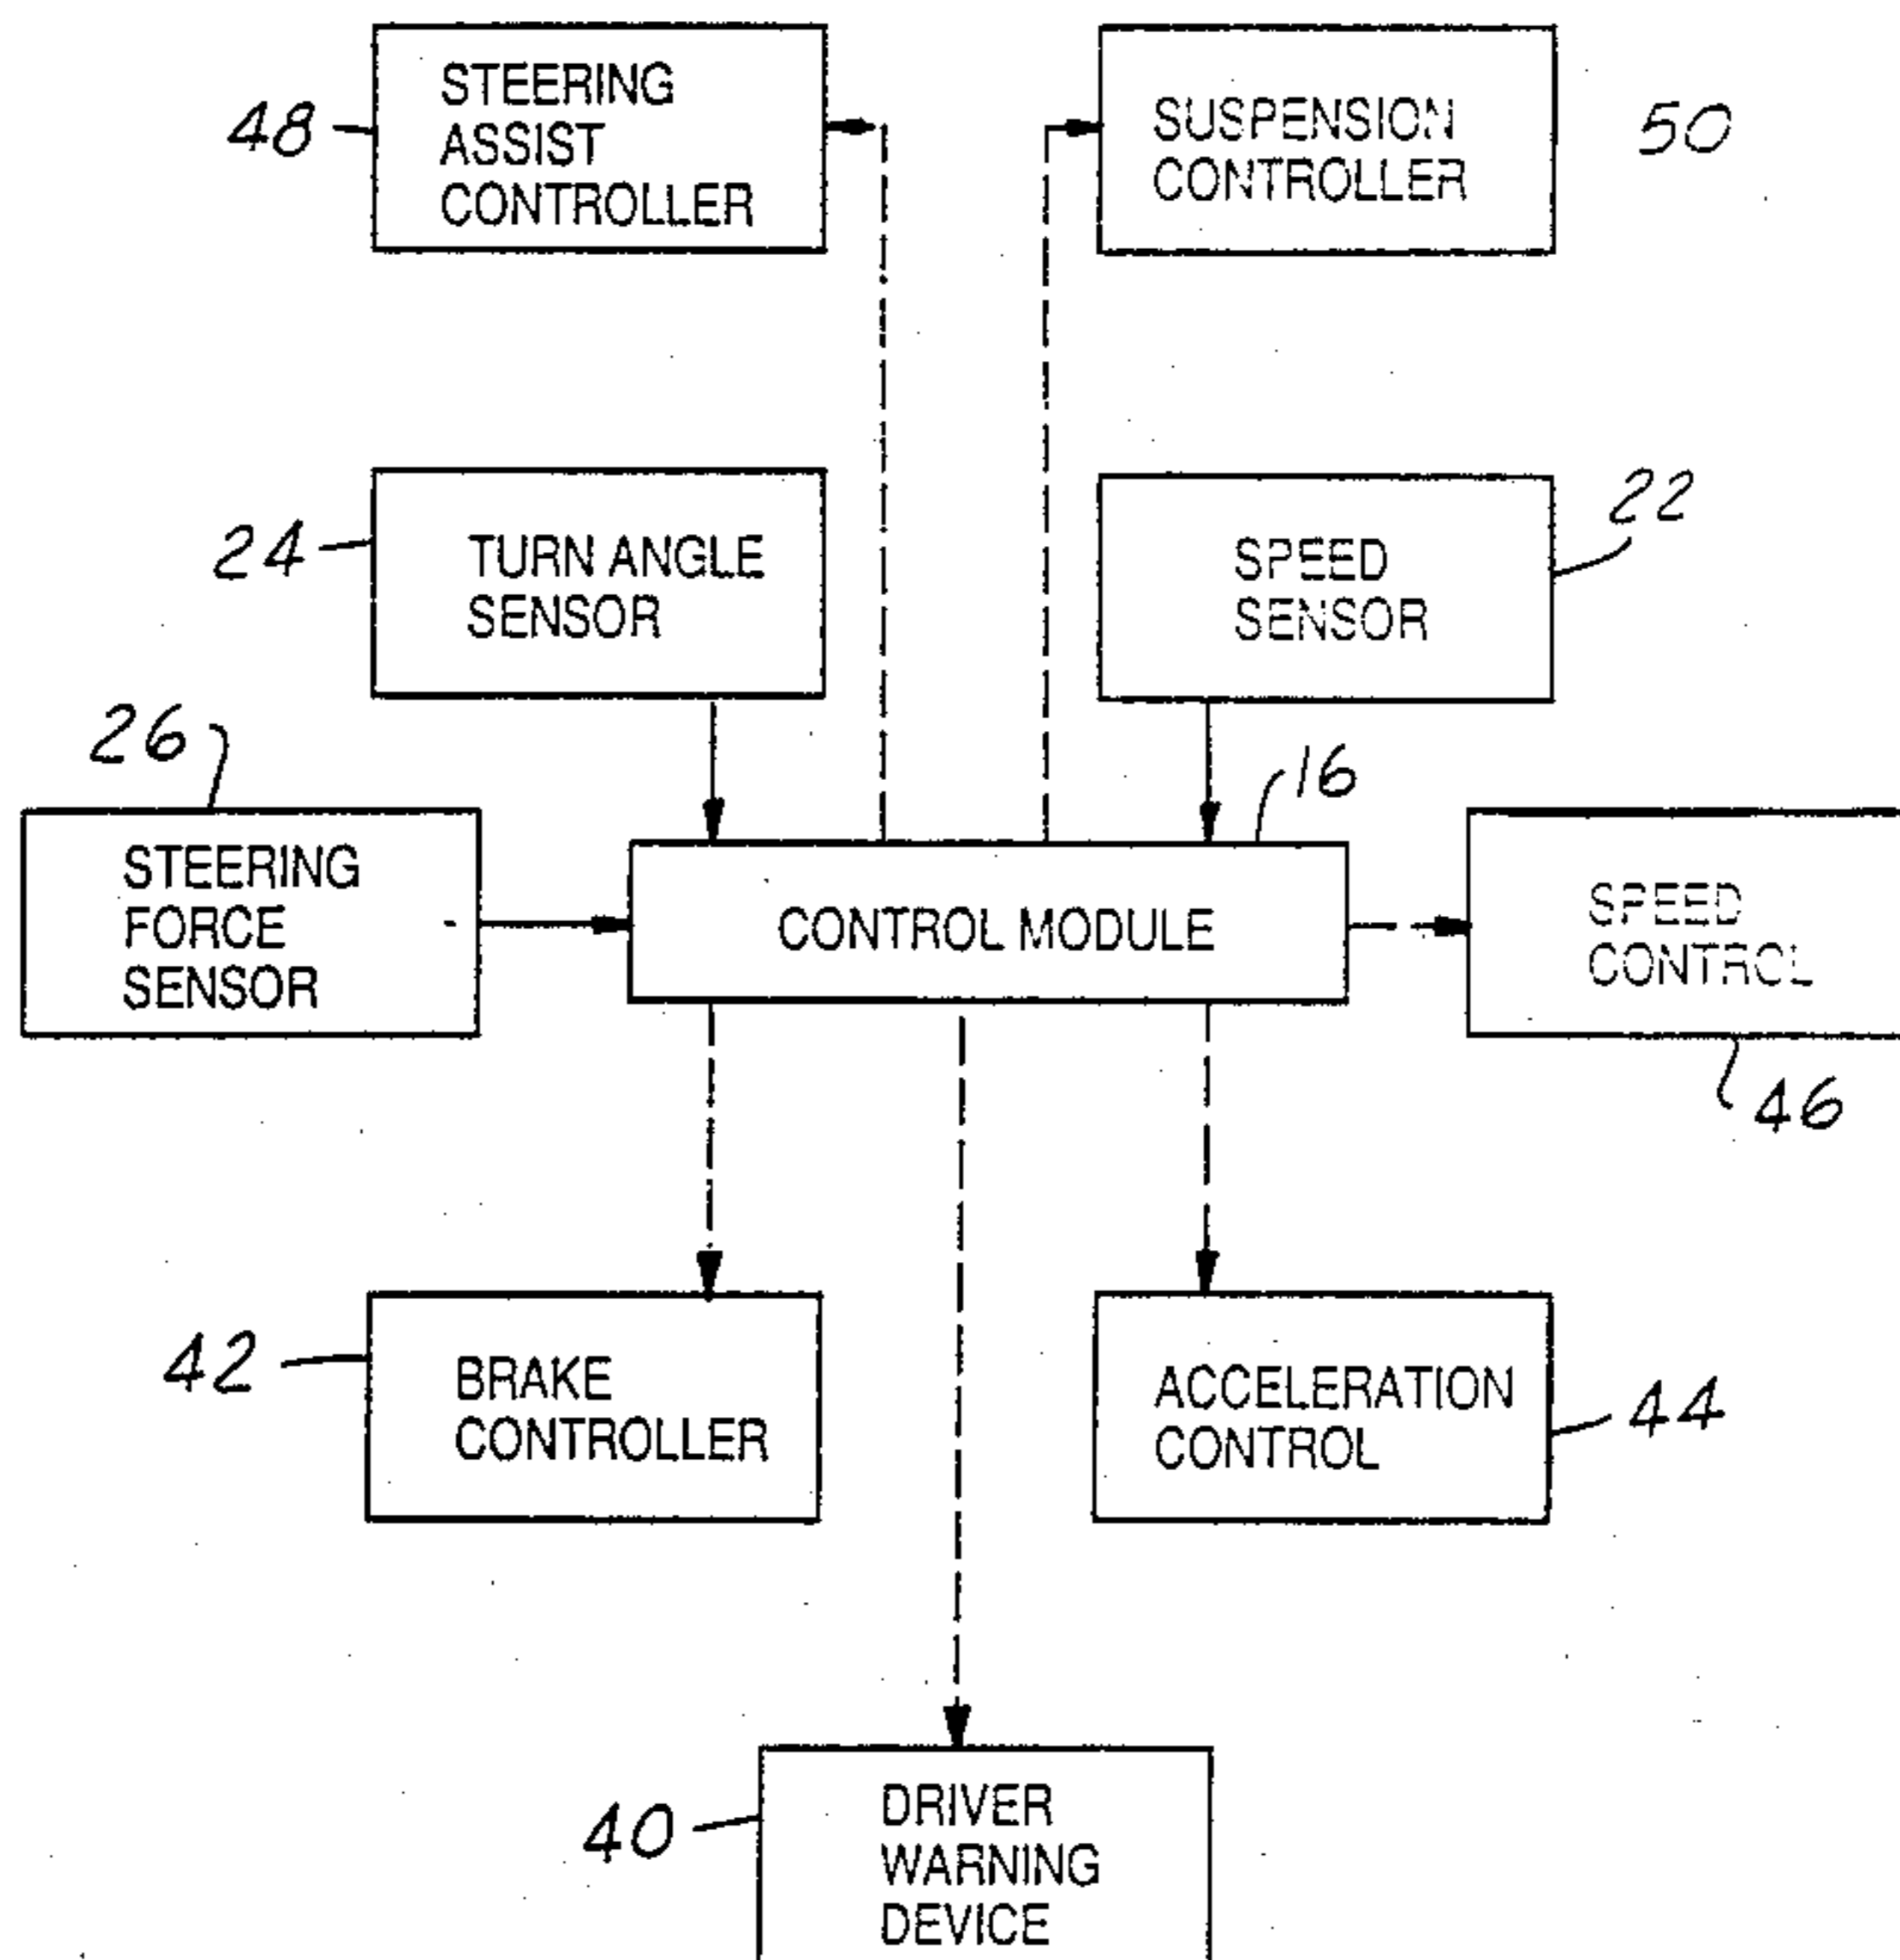 48
STEERING
ASSIST
CONTROLLER
SUSPENSION
CONTROLLER
50
24
TURN ANGLE
SENSOR
SPEED
SENSOR
22
26
STEERING
FORCE
SENSOR
CONTROL MODULE
16
SPEED
CONTROL
46
42
BRAKE
CONTROLLER
ACCELERATION
CONTROL
44
40
DRIVER
WARNING
DEVICE